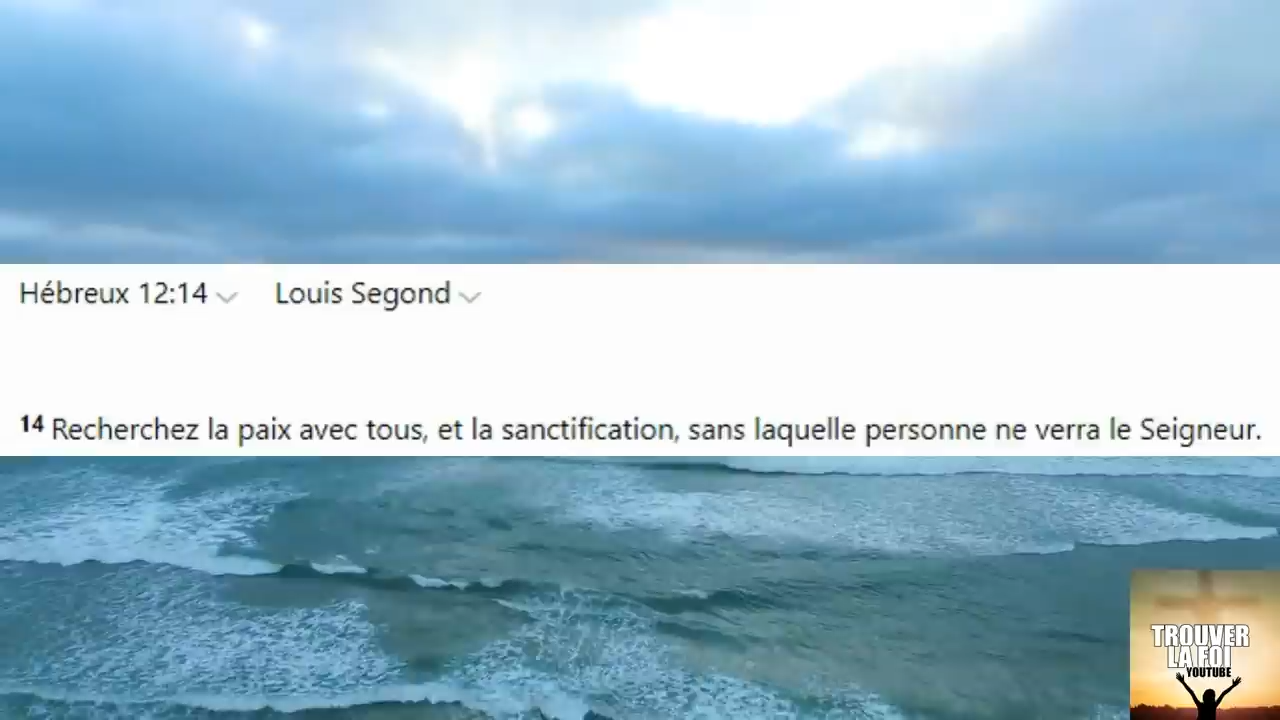 Hébreux 12:14 Louis Segond
14 Recherchez la paix avec tous, et la sanctification, sans laquelle personne ne verra le Seigneur.
TROUVER
LA FOI
YOUTUBE